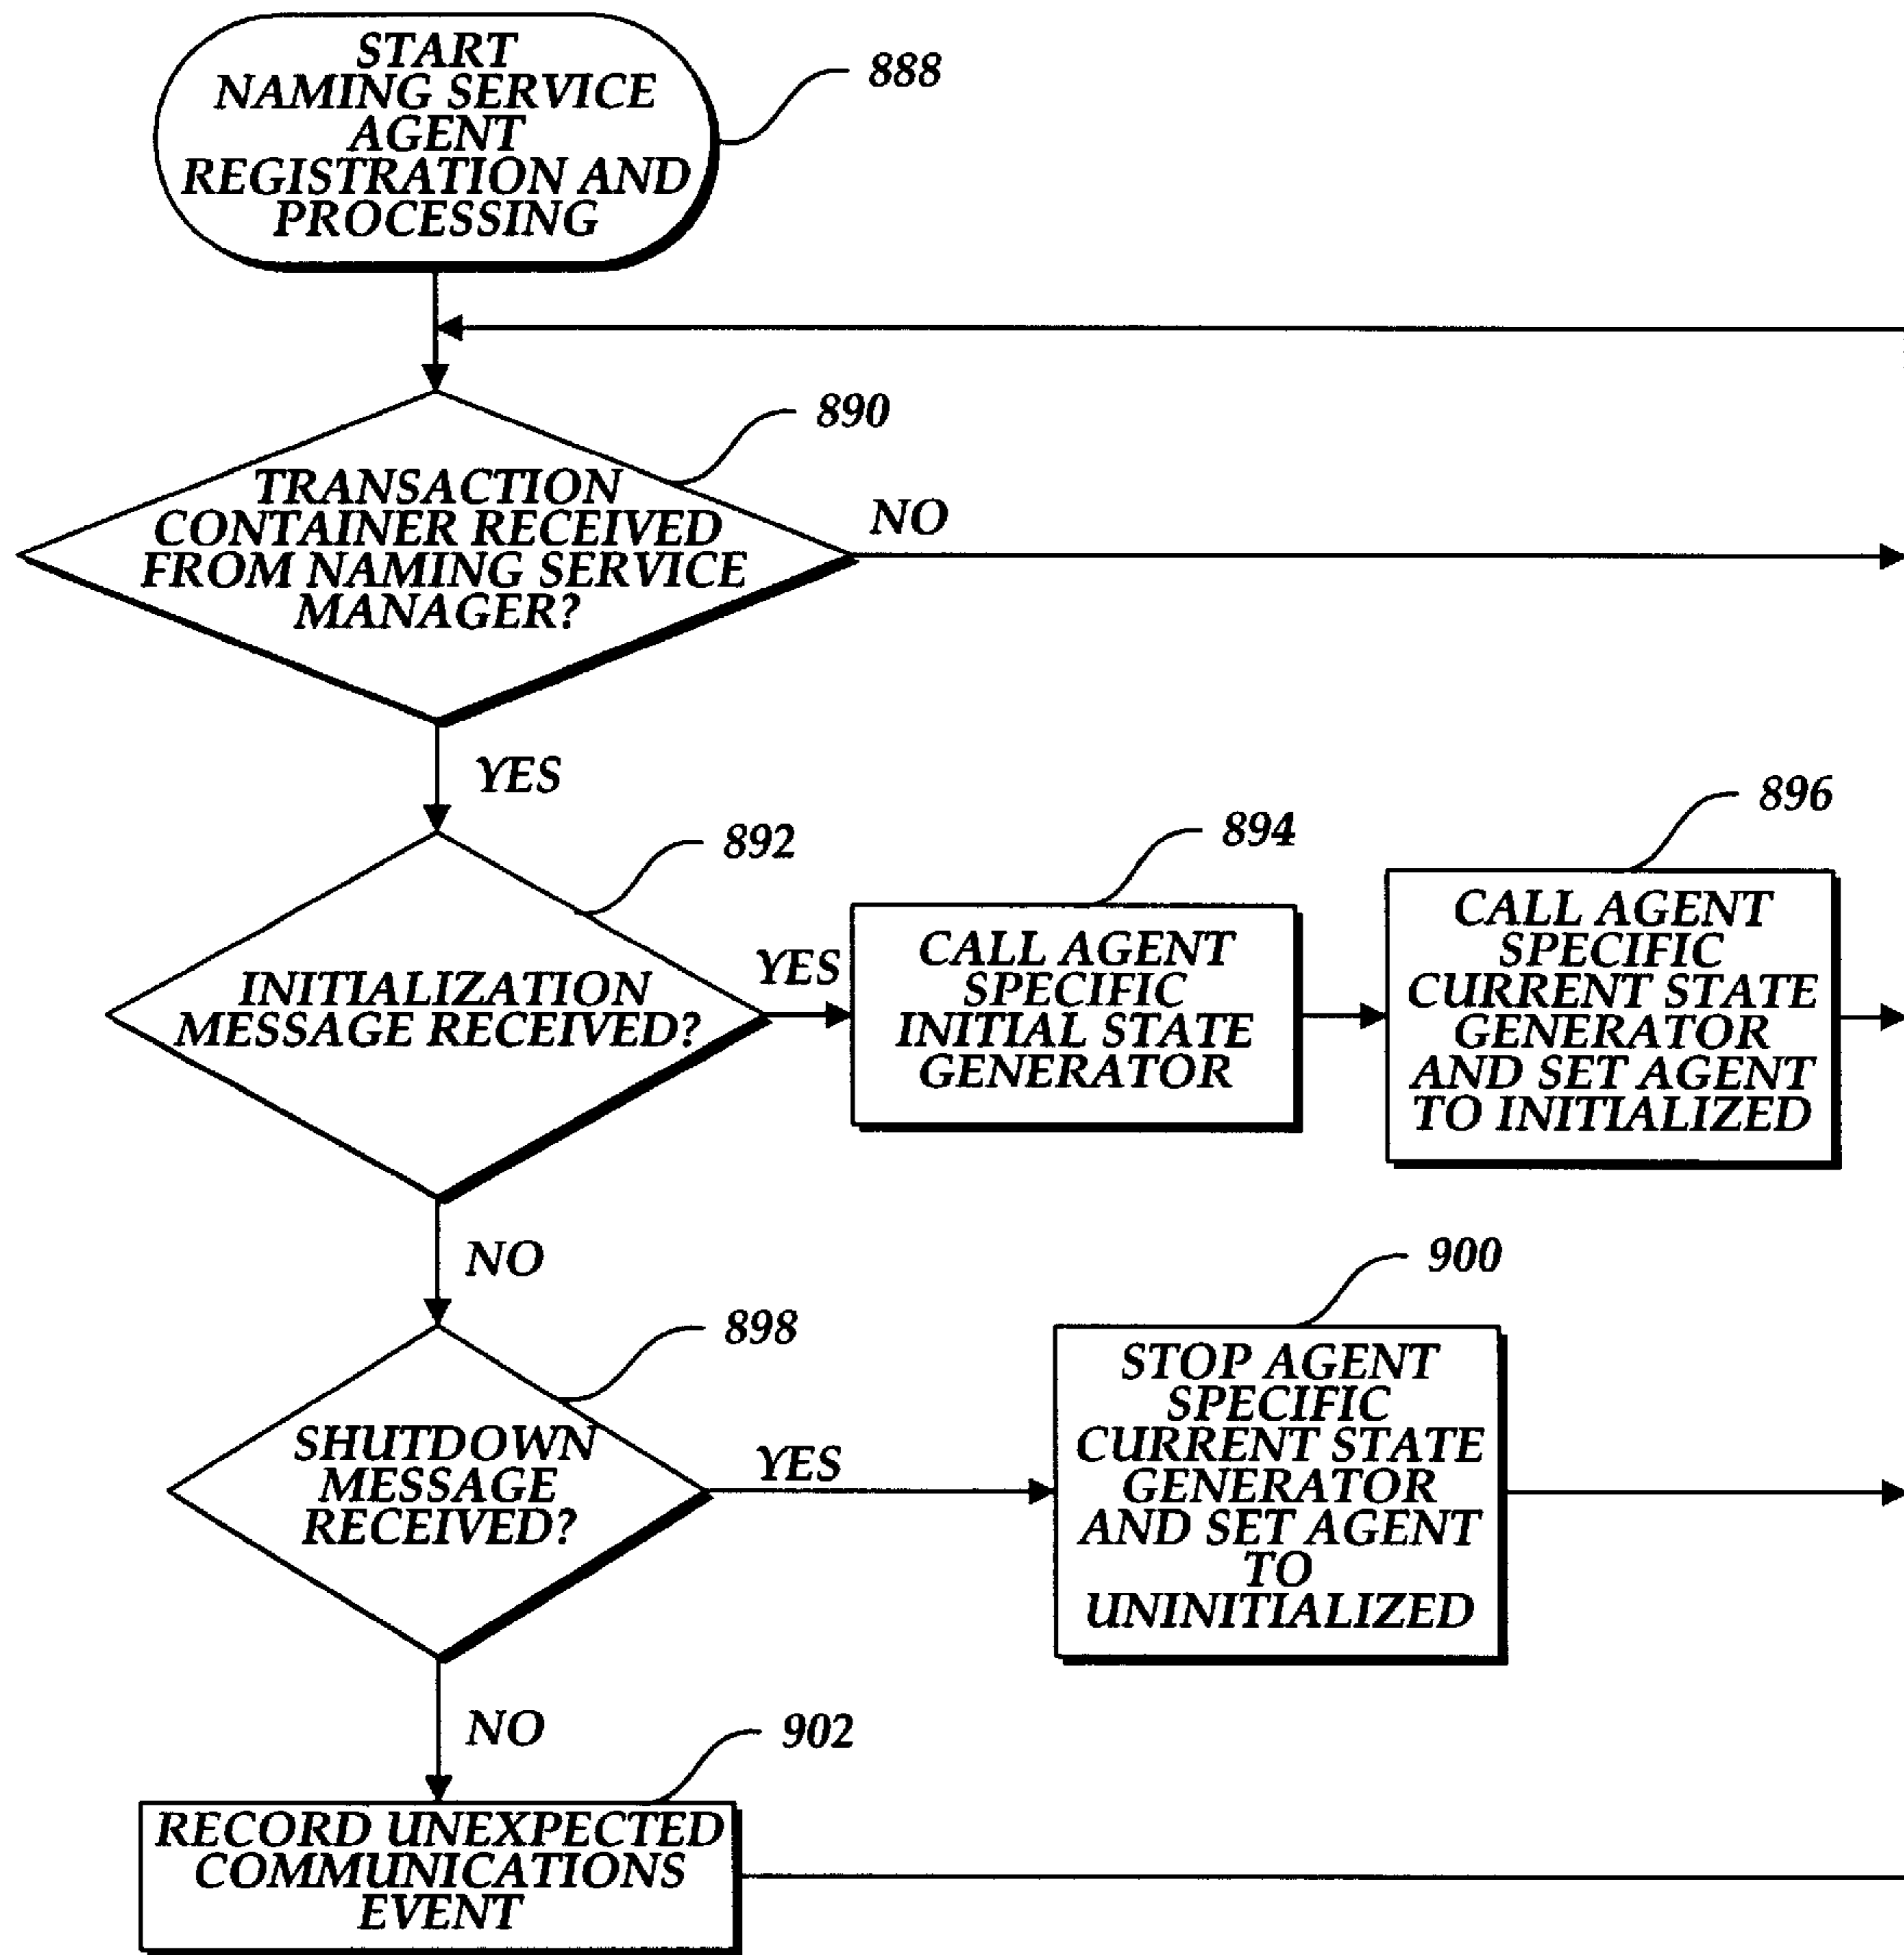 START
NAMING SERVICE
AGENT
REGISTRATION AND
PROCESSING
888
890
TRANSACTION
CONTAINER RECEIVED
FROM NAMING SERVICE
MANAGER?
NO
YES
892
INITIALIZATION
MESSAGE RECEIVED?
YES
894
CALL AGENT
SPECIFIC
INITIAL STATE
GENERATOR
896
CALL AGENT
SPECIFIC
CURRENT STATE
GENERATOR
AND SET AGENT
TO INITIALIZED
NO
898
SHUTDOWN
MESSAGE
RECEIVED?
YES
900
STOP AGENT
SPECIFIC
CURRENT STATE
GENERATOR
AND SET AGENT
TO
UNINITIALIZED
NO
902
RECORD UNEXPECTED
COMMUNICATIONS
EVENT